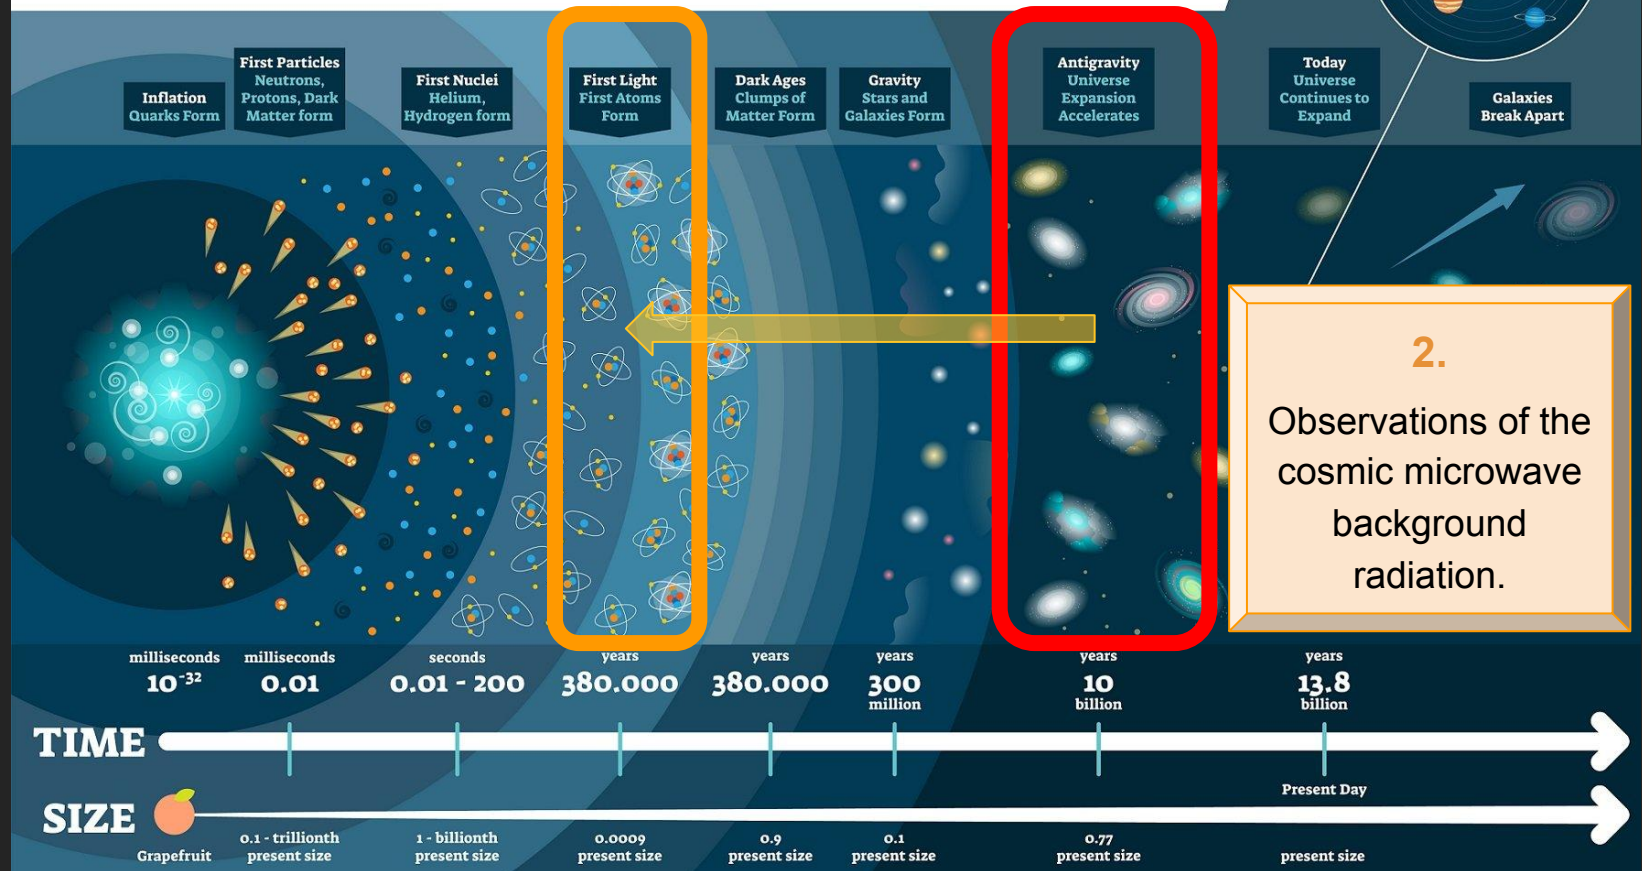 Inflation
Quarks Form
First Particles
Neutrons,
Protons, Dark
Matter form
First Nuclei
Helium,
Hydrogen form
First Light
First Atoms
Form
Dark Ages
Clumps of
Matter Form
Gravity
Stars and
Galaxies Form
Antigravity
Universe
Expansion
Accelerates
Today
Universe
Continues to
Expand
Galaxies
Break Apart
2.
Observations of the
cosmic microwave
background
radiation.
milliseconds
10⁻³²
milliseconds
0.01
seconds
0.01 - 200
years
380.000
years
380.000
years
300
million
years
10
billion
years
13.8
billion
TIME
Present Day
SIZE
Grapefruit
0.1 - trillionth
present size
1 - billionth
present size
0.0009
present size
0.9
present size
0.1
present size
0.77
present size
present size